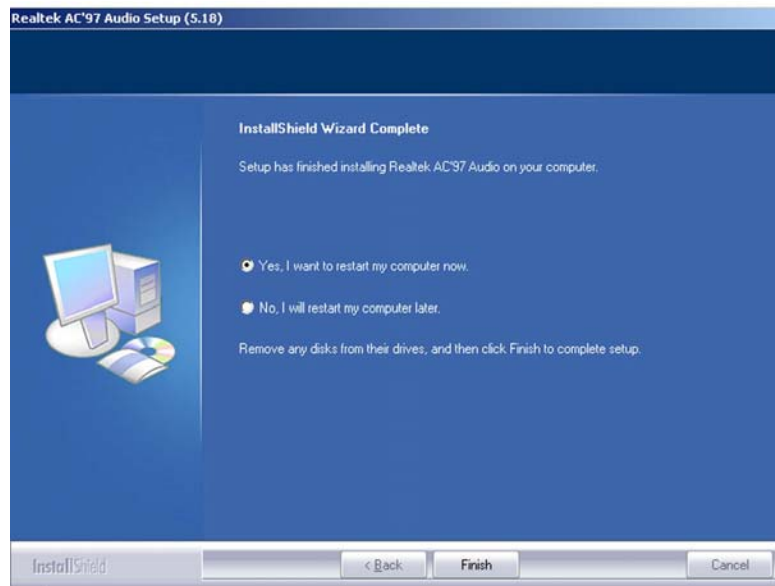 Realtek AC'97 Audio Setup (5.18)
InstallShield Wizard Complete
Setup has finished installing Realtek AC'97 Audio on your computer.
Yes, I want to restart my computer now.
No, I will restart my computer later.
Remove any disks from their drives, and then click Finish to complete setup.
InstallShield
< Back
Finish
Cancel